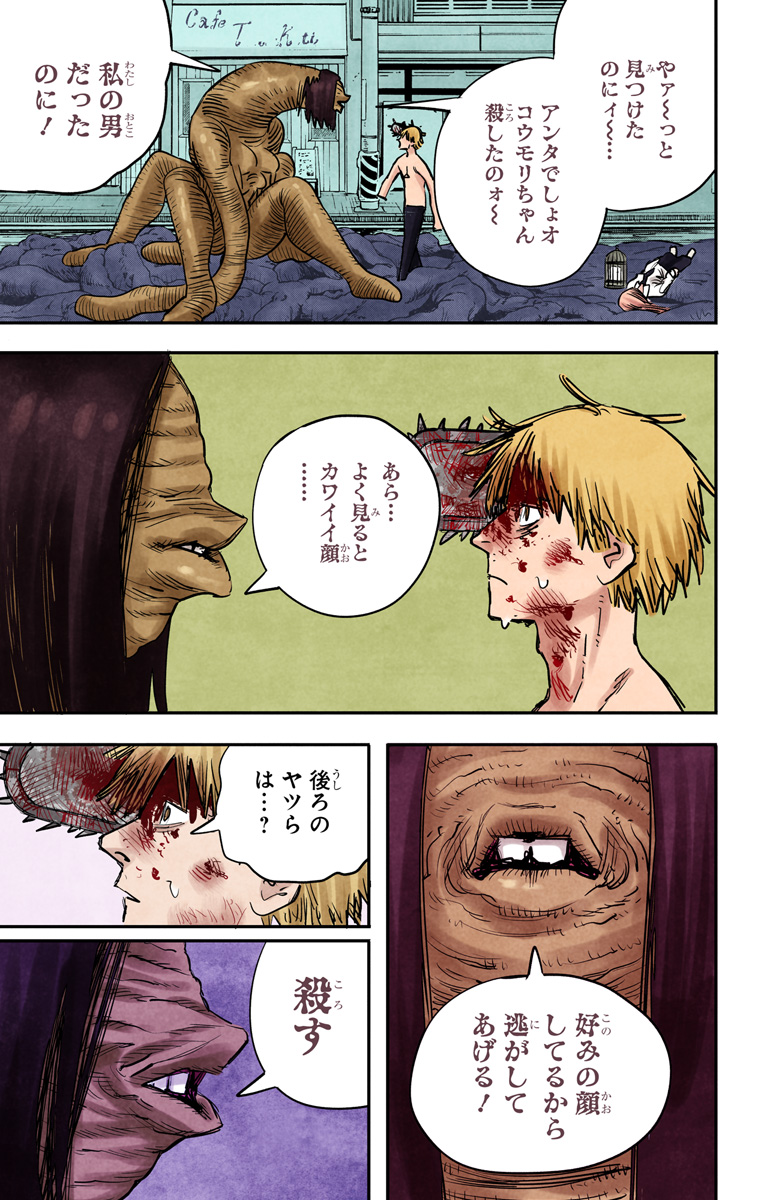 やァ〜っと
見つけた
のにィ〜……
アンタでしょオ
コウモリちゃん
殺したのォ〜
私の男
だった
のに！
Cafe
あら…
よく見ると
カワイイ顔
……
好みの顔
してるから
逃がして
あげる！
後ろの
ヤツら
は…？
殺す